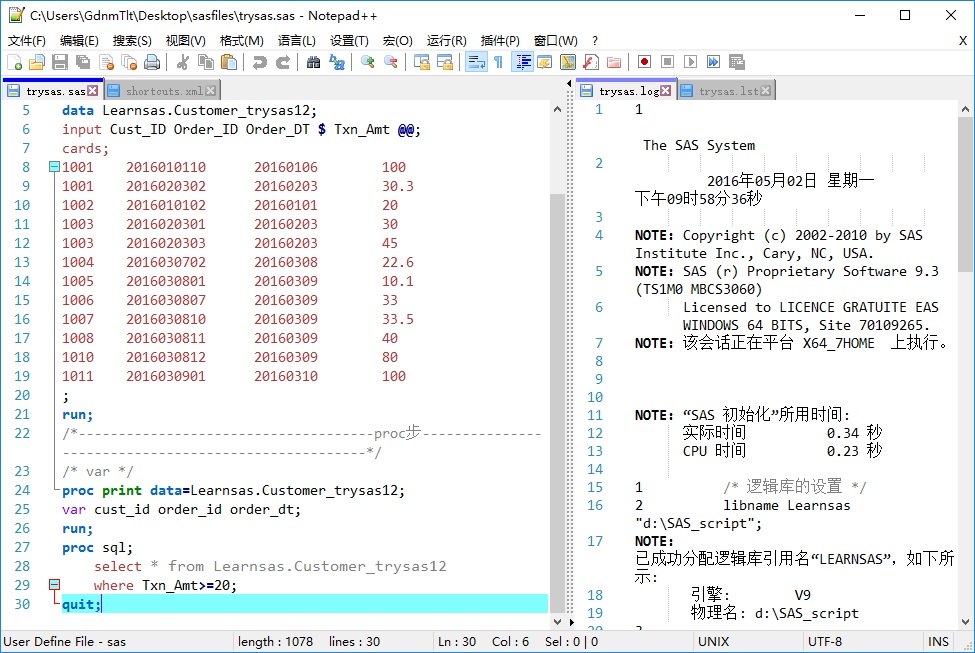 C:\Users\GdnmTlt\Desktop\sasfiles\trysas.sas - Notepad++
文件(F) 编辑(E) 搜索(S) 视图(V) 格式(M) 语言(L) 设置(T) 宏(O) 运行(R) 插件(P) 窗口(W) ? X
trysas.sas shortcuts.xml
5 data Learnsas.Customer_trysas12;
6 input Cust_ID Order_ID Order_DT $ Txn_Amt @@;
7 cards;
8 1001 2016010110 20160106 100
9 1001 2016020302 20160203 30.3
10 1002 2016010102 20160101 20
11 1003 2016020301 20160203 30
12 1003 2016020303 20160203 45
13 1004 2016030702 20160308 22.6
14 1005 2016030801 20160309 10.1
15 1006 2016030807 20160309 33
16 1007 2016030810 20160309 33.5
17 1008 2016030811 20160309 40
18 1010 2016030812 20160309 80
19 1011 2016030901 20160310 100
20 ;
21 run;
22 /*-------------------------------------proc步---------------
--------------------------------------*/
23 /* var */
24 proc print data=Learnsas.Customer_trysas12;
25 var cust_id order_id order_dt;
26 run;
27 proc sql;
28 select * from Learnsas.Customer_trysas12
29 where Txn_Amt>=20;
30 quit;
trysas.log trysas.lst
1 1
The SAS System
2
2016年05月02日 星期一
下午09时58分36秒
3
4 NOTE: Copyright (c) 2002-2010 by SAS
Institute Inc., Cary, NC, USA.
5 NOTE: SAS (r) Proprietary Software 9.3
(TS1M0 MBCS3060)
6 Licensed to LICENCE GRATUITE EAS
WINDOWS 64 BITS, Site 70109265.
7 NOTE: 该会话正在平台 X64_7HOME 上执行。
8
9
10
11 NOTE: “SAS 初始化”所用时间:
12 实际时间 0.34 秒
13 CPU 时间 0.23 秒
14
15 1 /* 逻辑库的设置 */
16 2 libname Learnsas
"d:\SAS_script";
17 NOTE:
已成功分配逻辑库引用名“LEARNSAS”，如下所
示:
18 引擎: V9
19 物理名: d:\SAS_script
User Define File - sas length : 1078 lines : 30 Ln : 30 Col : 6 Sel : 0 | 0 UNIX UTF-8 INS